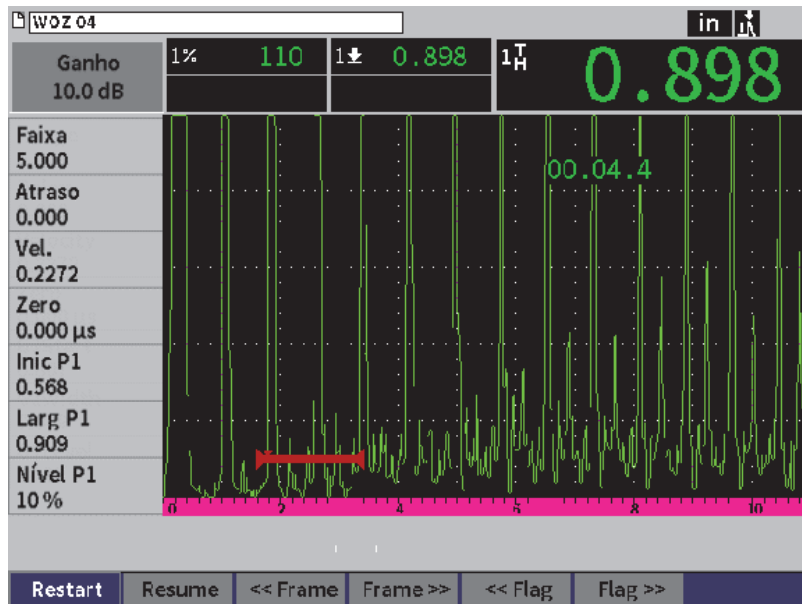 WOZ 04
in
Ganho
10.0 dB
1% 110
1 0.898
1TH 0.898
Faixa
5.000
Atraso
0.000
Vel.
0.2272
Zero
0.000 µs
Inic P1
0.568
Larg P1
0.909
Nível P1
10 %
00.04.4
0 2 4 6 8 10
Restart Resume << Frame Frame >> << Flag Flag >>